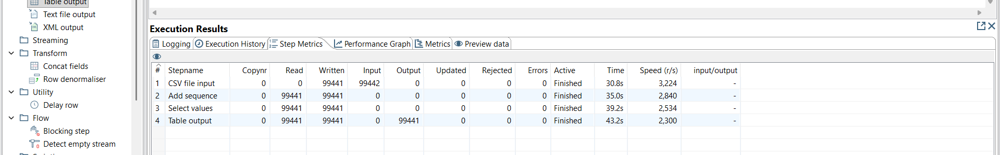 Table output
Text file output
XML output
Streaming
Transform
Concat fields
Row denormaliser
Utility
Delay row
Flow
Blocking step
Detect empty stream
Execution Results
Logging Execution History Step Metrics Performance Graph Metrics Preview data
# Stepname Copynr Read Written Input Output Updated Rejected Errors Active Time Speed (r/s) input/output
1 CSV file input 0 0 99441 99442 0 0 0 0 Finished 30.8s 3,224 -
2 Add sequence 0 99441 99441 0 0 0 0 0 Finished 35.0s 2,840 -
3 Select values 0 99441 99441 0 0 0 0 0 Finished 39.2s 2,534 -
4 Table output 0 99441 99441 0 99441 0 0 0 Finished 43.2s 2,300 -